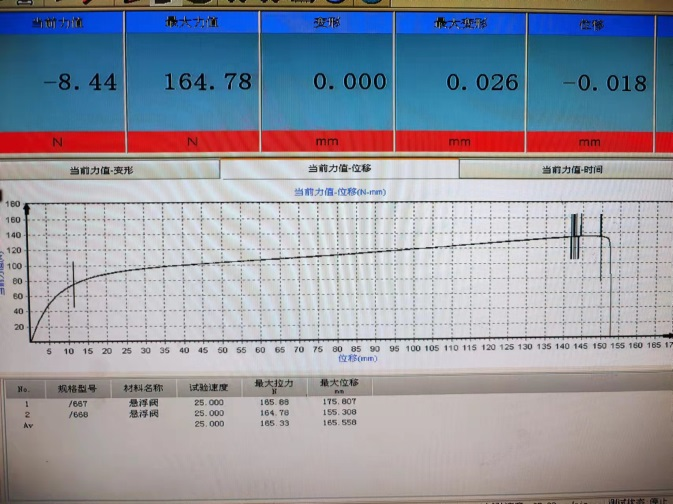 当前力值 最大力值 变形 最大变形 位移
-8.44 164.78 0.000 0.026 -0.018
N N mm mm mm
当前力值-变形 当前力值-位移 当前力值-时间
当前力值-位移(N-mm)
180
160
140
120
100
80
60
40
20
5 10 15 20 25 30 35 40 45 50 55 60 65 70 75 80 85 90 95 100 105 110 115 120 125 130 135 140 145 150 155 160 165
位移(mm)
No. 规格型号 材料名称 试验速度 最大拉力 最大位移
N mm
1 /667 悬浮阀 25.000 165.88 175.807
2 /668 悬浮阀 25.000 164.78 155.308
Av 25.000 165.33 165.558